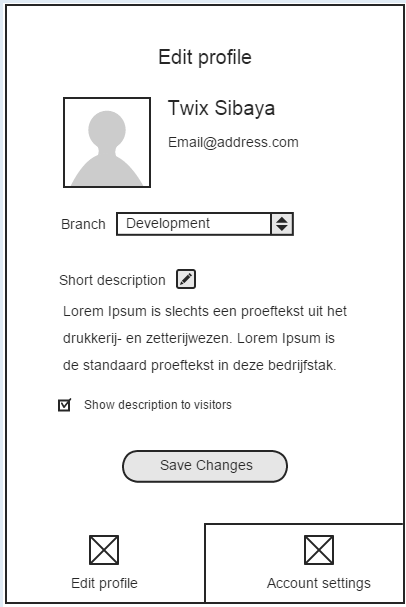 Edit profile
Twix Sibaya
Email@address.com
Branch Development
Short description
Lorem Ipsum is slechts een proeftekst uit het
drukkerij- en zetterijwezen. Lorem Ipsum is
de standaard proeftekst in deze bedrijfstak.
Show description to visitors
Save Changes
Edit profile Account settings